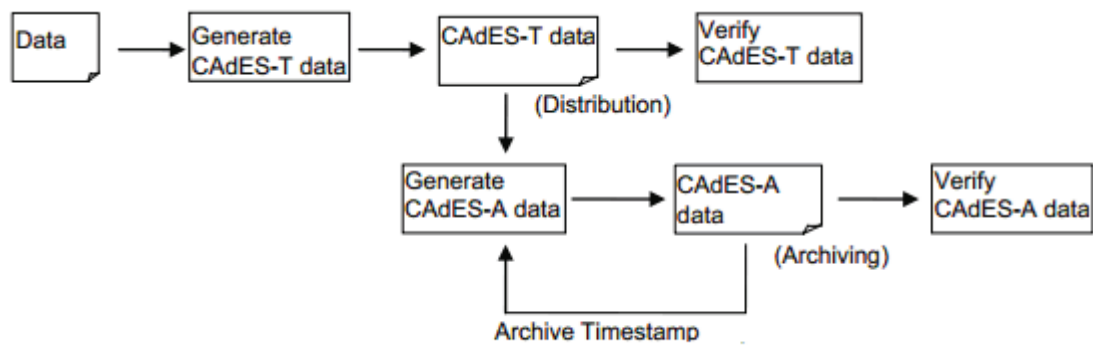 Data
Generate
CAdES-T data
CAdES-T data
Verify
CAdES-T data
(Distribution)
Generate
CAdES-A data
CAdES-A
data
Verify
CAdES-A data
(Archiving)
Archive Timestamp